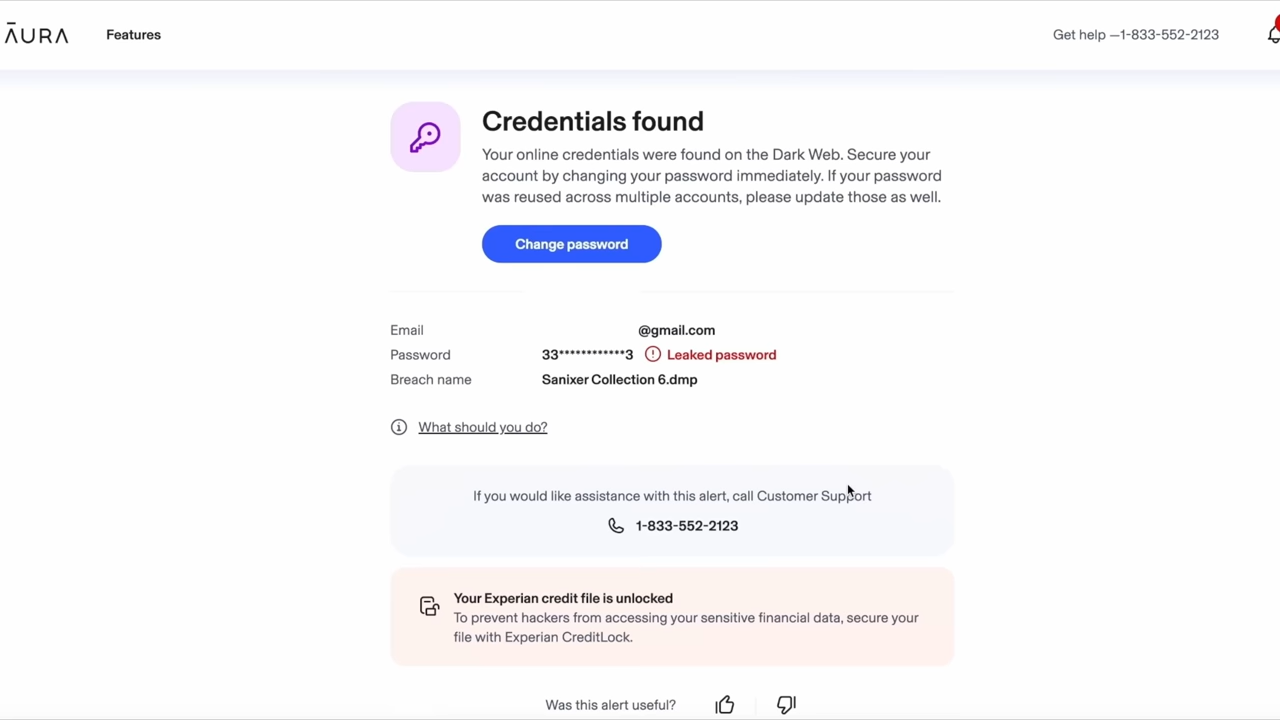 ĀURA
Features
Get help —1-833-552-2123
Credentials found
Your online credentials were found on the Dark Web. Secure your
account by changing your password immediately. If your password
was reused across multiple accounts, please update those as well.
Change password
Email @gmail.com
Password 33************3 Leaked password
Breach name Sanixer Collection 6.dmp
What should you do?
If you would like assistance with this alert, call Customer Support
1-833-552-2123
Your Experian credit file is unlocked
To prevent hackers from accessing your sensitive financial data, secure your
file with Experian CreditLock.
Was this alert useful?